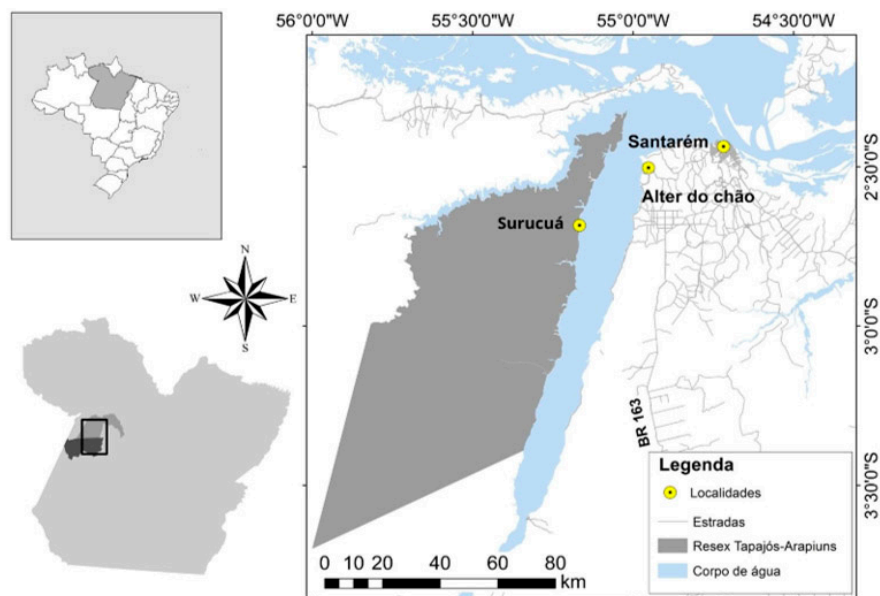 56°0'0"W 55°30'0"W 55°0'0"W 54°30'0"W
Santarém
Alter do chão
Surucuá
2°30'0"S
3°0'0"S
3°30'0"S
N
W E
S
BR 163
Legenda
Localidades
Estradas
Resex Tapajós-Arapiuns
Corpo de água
0 10 20 40 60 80
km